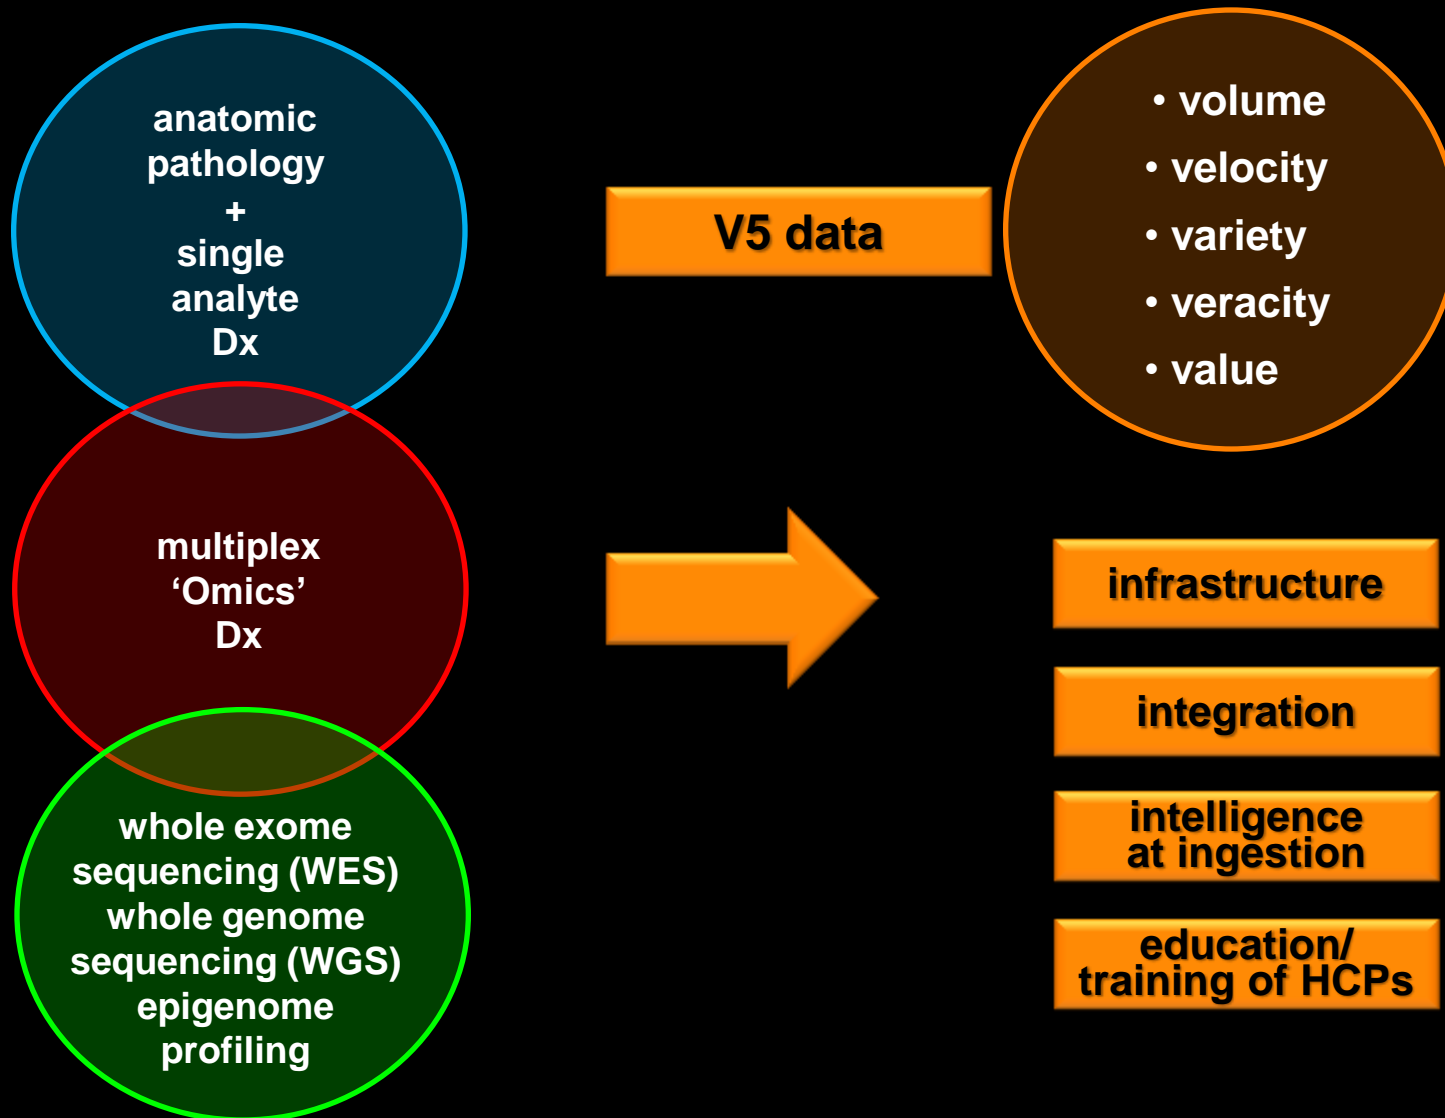 anatomic
pathology
+
single
analyte
Dx
multiplex
‘Omics’
Dx
whole exome
sequencing (WES)
whole genome
sequencing (WGS)
epigenome
profiling
V5 data
• volume
• velocity
• variety
• veracity
• value
infrastructure
integration
intelligence
at ingestion
education/
training of HCPs